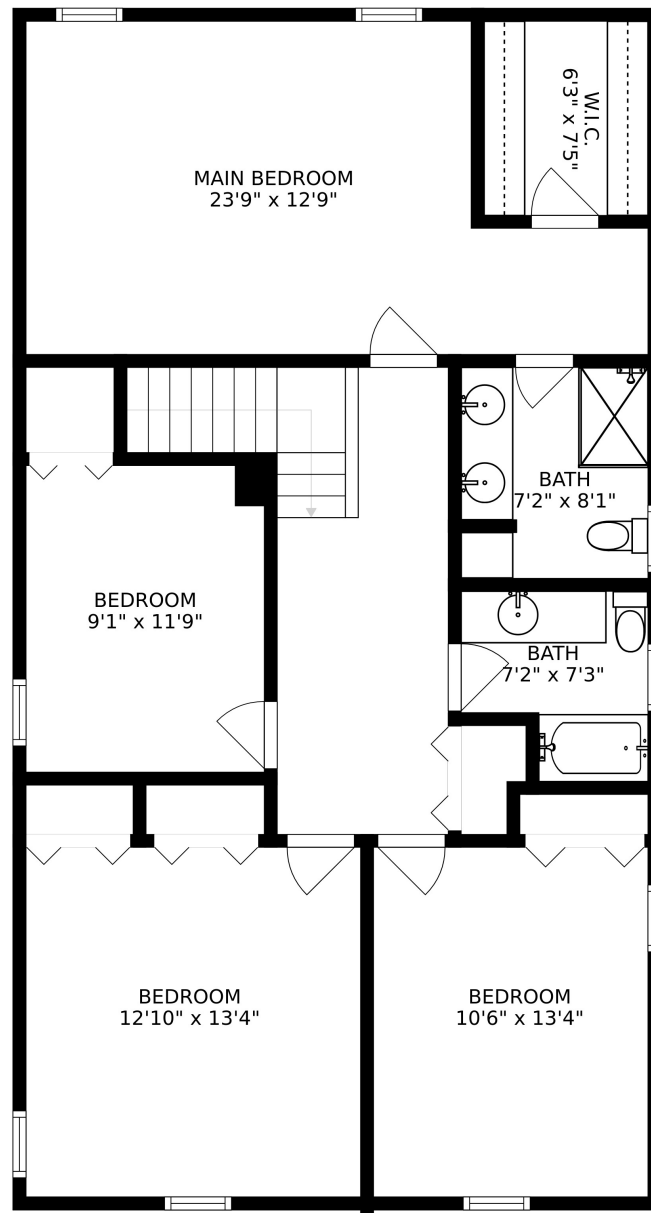 MAIN BEDROOM
23'9" x 12'9"
W.I.C.
6'3" x 7'5"
BATH
7'2" x 8'1"
BEDROOM
9'1" x 11'9"
BATH
7'2" x 7'3"
BEDROOM
12'10" x 13'4"
BEDROOM
10'6" x 13'4"